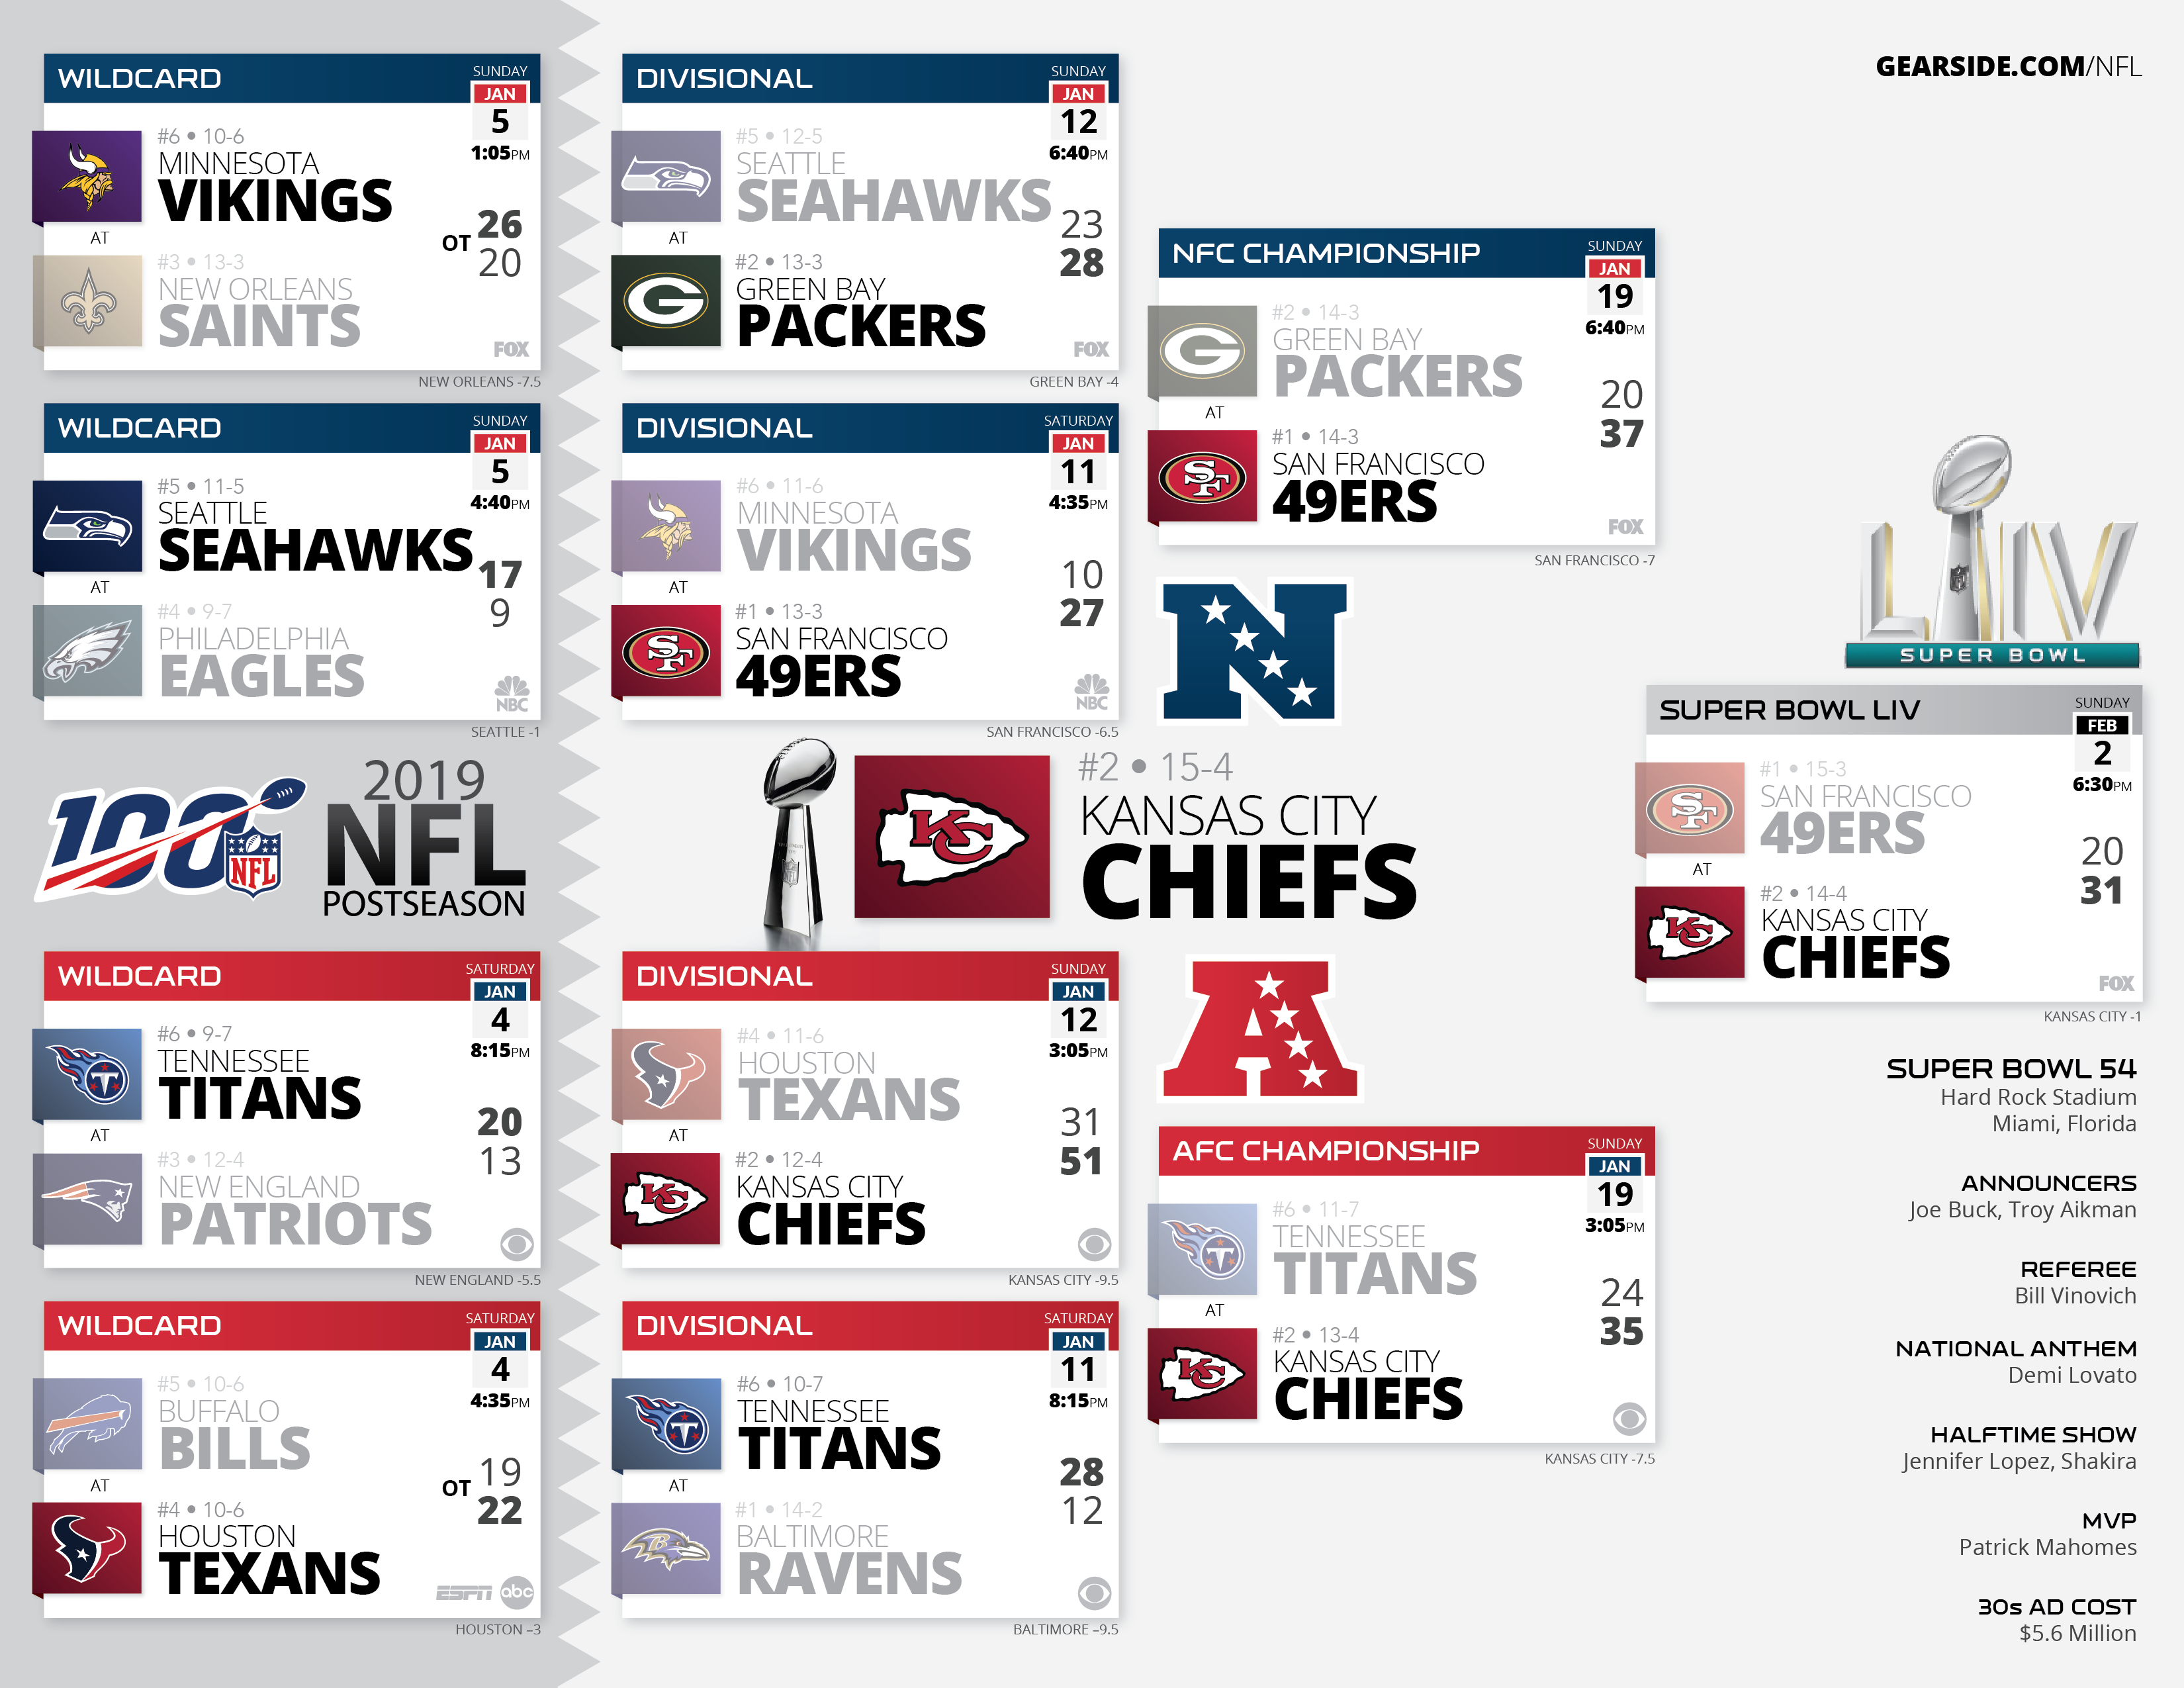 GEARSIDE.COM/NFL
WILDCARD
SUNDAY
JAN
5
1:05PM
#6 • 10-6
MINNESOTA
VIKINGS
AT
#3 • 13-3
NEW ORLEANS
SAINTS
26
OT
20
FOX
NEW ORLEANS -7.5
WILDCARD
SUNDAY
JAN
5
4:40PM
#5 • 11-5
SEATTLE
SEAHAWKS
AT
#4 • 9-7
PHILADELPHIA
EAGLES
17
9
NBC
SEATTLE -1
DIVISIONAL
SUNDAY
JAN
12
6:40PM
#5 • 12-5
SEATTLE
SEAHAWKS
AT
#2 • 13-3
GREEN BAY
PACKERS
23
28
FOX
GREEN BAY -4
DIVISIONAL
SATURDAY
JAN
11
4:35PM
#6 • 11-6
MINNESOTA
VIKINGS
AT
#1 • 13-3
SAN FRANCISCO
49ERS
10
27
NBC
SAN FRANCISCO -6.5
NFC CHAMPIONSHIP
SUNDAY
JAN
19
6:40PM
#2 • 14-3
GREEN BAY
PACKERS
AT
#1 • 14-3
SAN FRANCISCO
49ERS
20
37
FOX
SAN FRANCISCO -7
N
100
NFL
2019
NFL
POSTSEASON
#2 • 15-4
KANSAS CITY
CHIEFS
LIV
SUPER BOWL
SUPER BOWL LIV
SUNDAY
FEB
2
6:30PM
#1 • 15-3
SAN FRANCISCO
49ERS
AT
#2 • 14-4
KANSAS CITY
CHIEFS
20
31
FOX
KANSAS CITY -1
WILDCARD
SATURDAY
JAN
4
8:15PM
#6 • 9-7
TENNESSEE
TITANS
AT
#3 • 12-4
NEW ENGLAND
PATRIOTS
20
13
NEW ENGLAND -5.5
WILDCARD
SATURDAY
JAN
4
4:35PM
#5 • 10-6
BUFFALO
BILLS
AT
#4 • 10-6
HOUSTON
TEXANS
19
OT
22
ESPN abc
HOUSTON –3
DIVISIONAL
SUNDAY
JAN
12
3:05PM
#4 • 11-6
HOUSTON
TEXANS
AT
#2 • 12-4
KANSAS CITY
CHIEFS
31
51
KANSAS CITY -9.5
DIVISIONAL
SATURDAY
JAN
11
8:15PM
#6 • 10-7
TENNESSEE
TITANS
AT
#1 • 14-2
BALTIMORE
RAVENS
28
12
BALTIMORE –9.5
A
AFC CHAMPIONSHIP
SUNDAY
JAN
19
3:05PM
#6 • 11-7
TENNESSEE
TITANS
AT
#2 • 13-4
KANSAS CITY
CHIEFS
24
35
KANSAS CITY -7.5
SUPER BOWL 54
Hard Rock Stadium
Miami, Florida
ANNOUNCERS
Joe Buck, Troy Aikman
REFEREE
Bill Vinovich
NATIONAL ANTHEM
Demi Lovato
HALFTIME SHOW
Jennifer Lopez, Shakira
MVP
Patrick Mahomes
30s AD COST
$5.6 Million